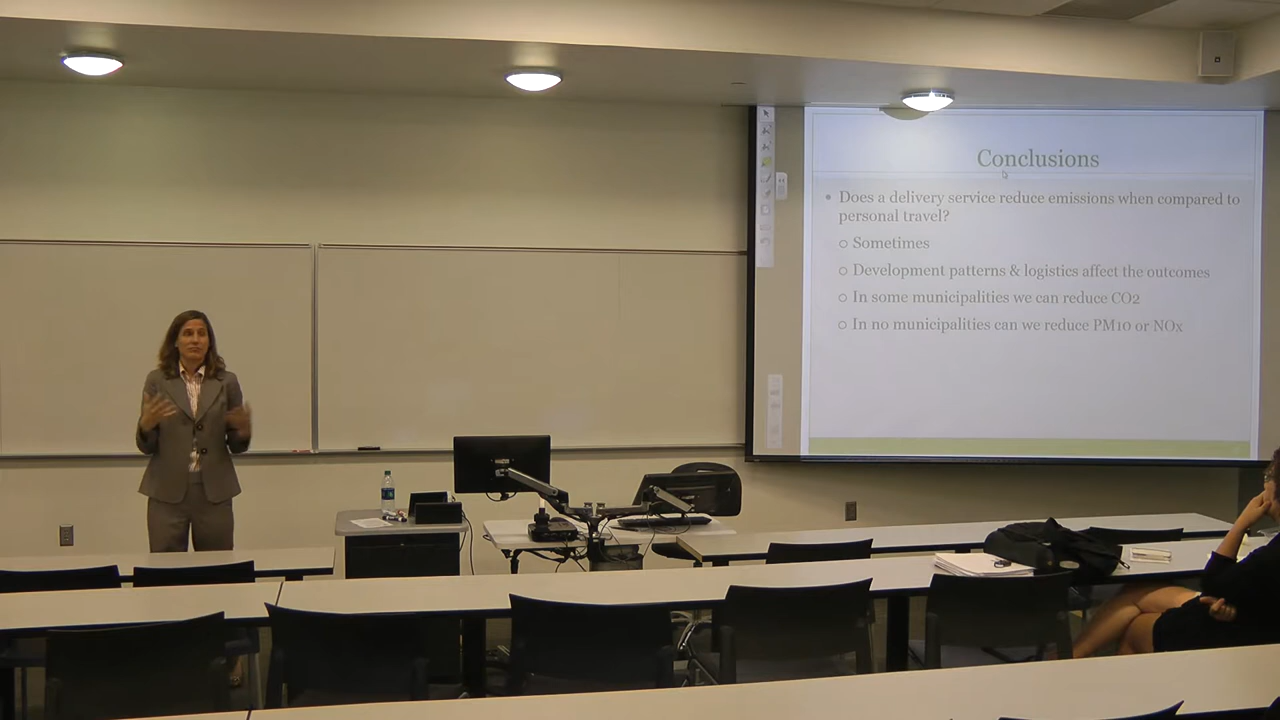 Conclusions
Does a delivery service reduce emissions when compared to
personal travel?
Sometimes
Development patterns & logistics affect the outcomes
In some municipalities we can reduce CO2
In no municipalities can we reduce PM10 or NOx